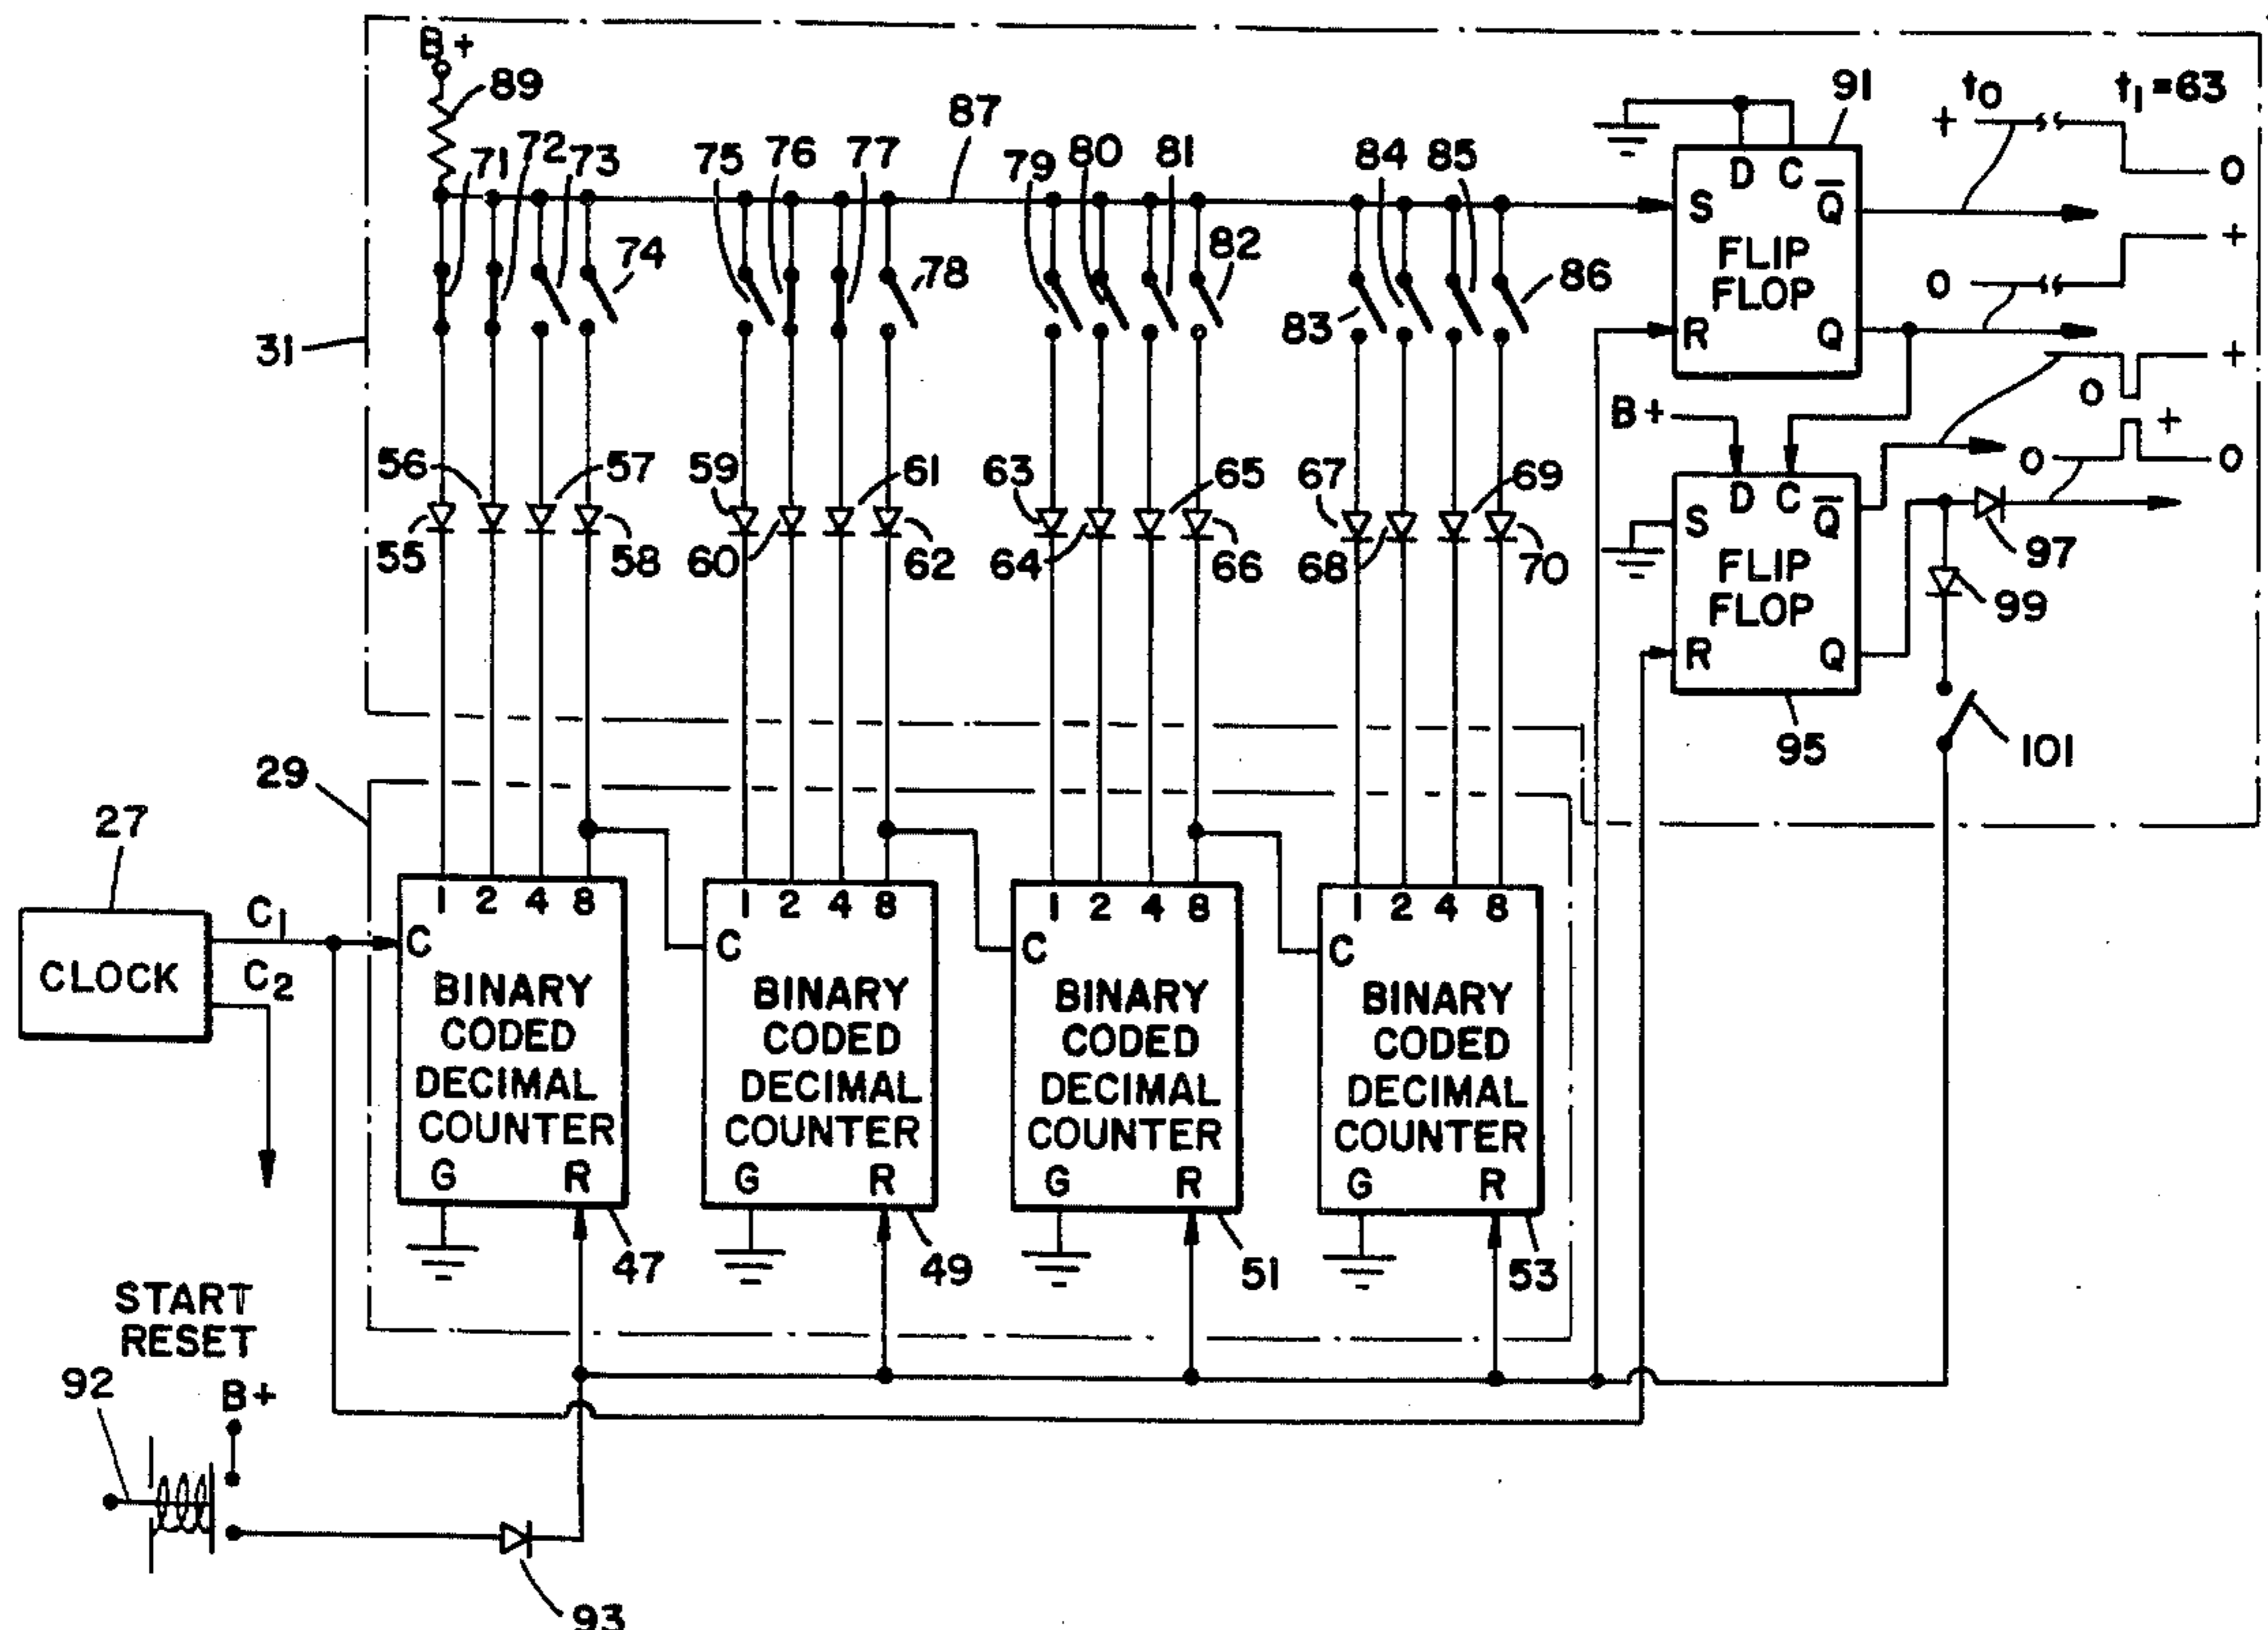 B+
89
71
72
73
74
75
76
77
78
87
79
80
81
82
83
84
85
86
91
t0
t1=63
+
0
D C Q̅
S
FLIP
FLOP
R
Q
0
+
+
0
+
0
0
B+
D C Q̅
S
FLIP
FLOP
R
Q
95
97
99
101
31
55
56
57
58
59
60
61
62
63
64
65
66
67
68
69
70
29
27
CLOCK
C1
C2
1 2 4 8
C
BINARY
CODED
DECIMAL
COUNTER
G R
47
1 2 4 8
C
BINARY
CODED
DECIMAL
COUNTER
G R
49
1 2 4 8
C
BINARY
CODED
DECIMAL
COUNTER
G R
51
1 2 4 8
C
BINARY
CODED
DECIMAL
COUNTER
G R
53
START
RESET
92
B+
93